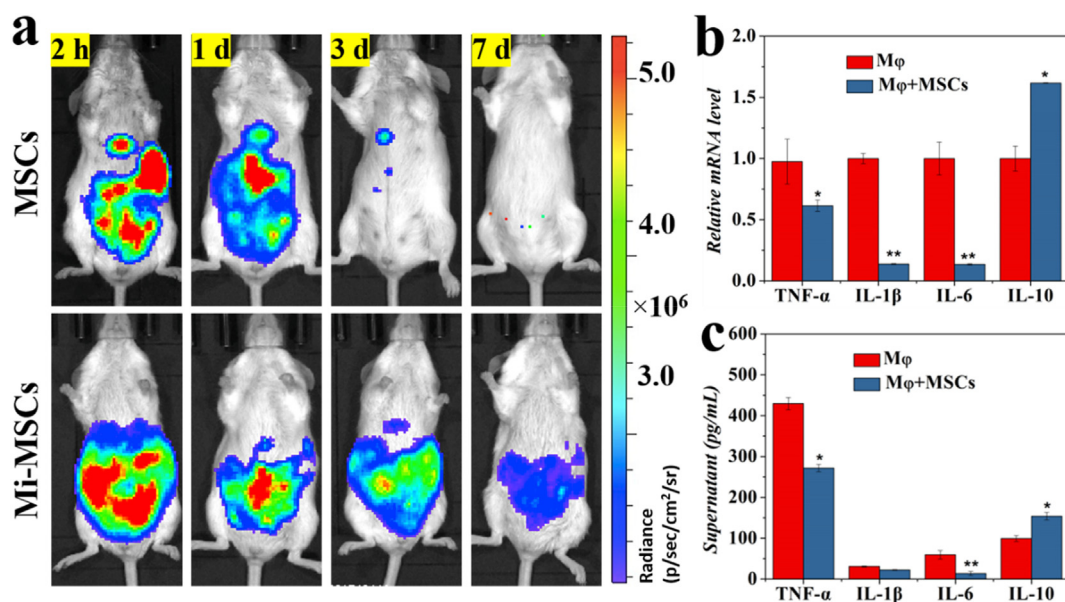 a
2 h
1 d
3 d
7 d
MSCs
Mi-MSCs
5.0
4.0
×10⁶
3.0
Radiance
(p/sec/cm²/sr)
b
2.0
1.5
1.0
0.5
0.0
Relative mRNA level
Mφ
Mφ+MSCs
*
**
**
*
TNF-α IL-1β IL-6 IL-10
c
600
500
400
300
200
100
0
Supernatant (pg/mL)
Mφ
Mφ+MSCs
*
**
*
TNF-α IL-1β IL-6 IL-10